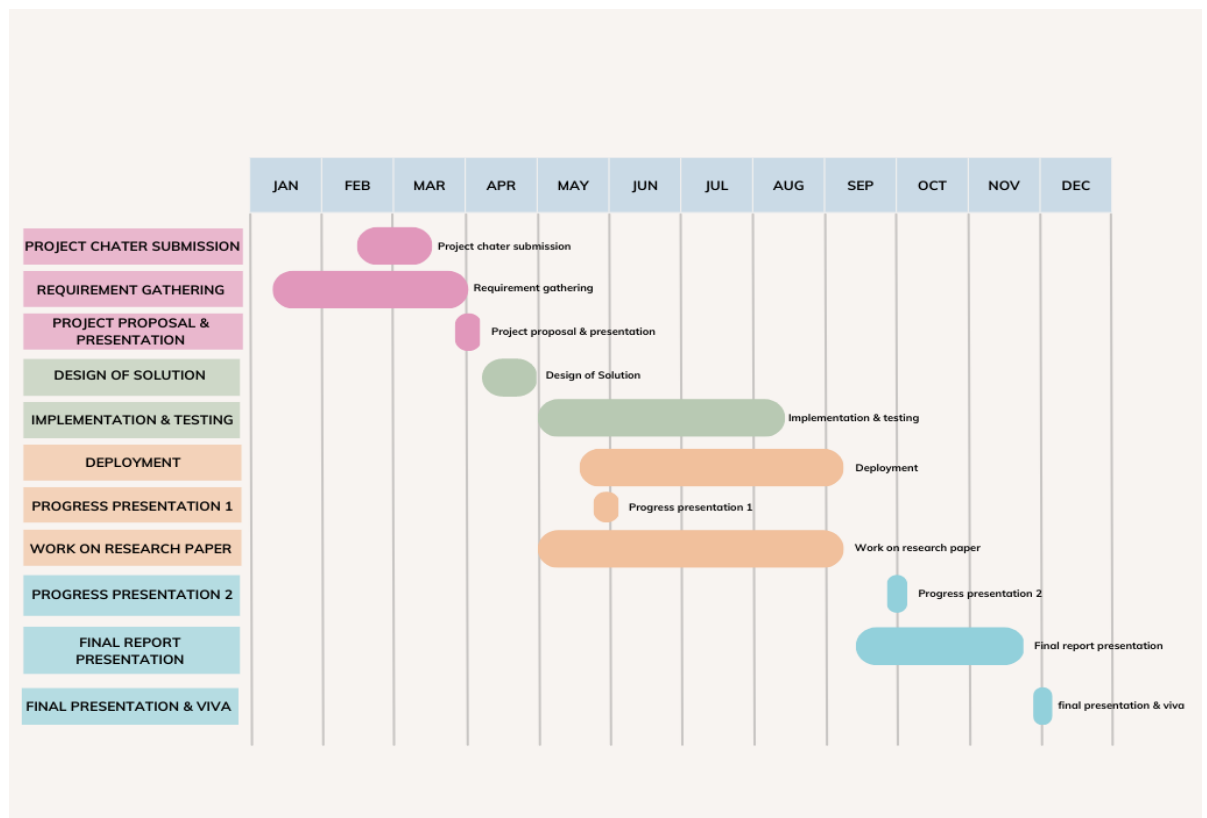 JAN FEB MAR APR MAY JUN JUL AUG SEP OCT NOV DEC
PROJECT CHATER SUBMISSION Project chater submission
REQUIREMENT GATHERING Requirement gathering
PROJECT PROPOSAL &
PRESENTATION Project proposal & presentation
DESIGN OF SOLUTION Design of Solution
IMPLEMENTATION & TESTING Implementation & testing
DEPLOYMENT Deployment
PROGRESS PRESENTATION 1 Progress presentation 1
WORK ON RESEARCH PAPER Work on research paper
PROGRESS PRESENTATION 2 Progress presentation 2
FINAL REPORT
PRESENTATION Final report presentation
FINAL PRESENTATION & VIVA final presentation & viva